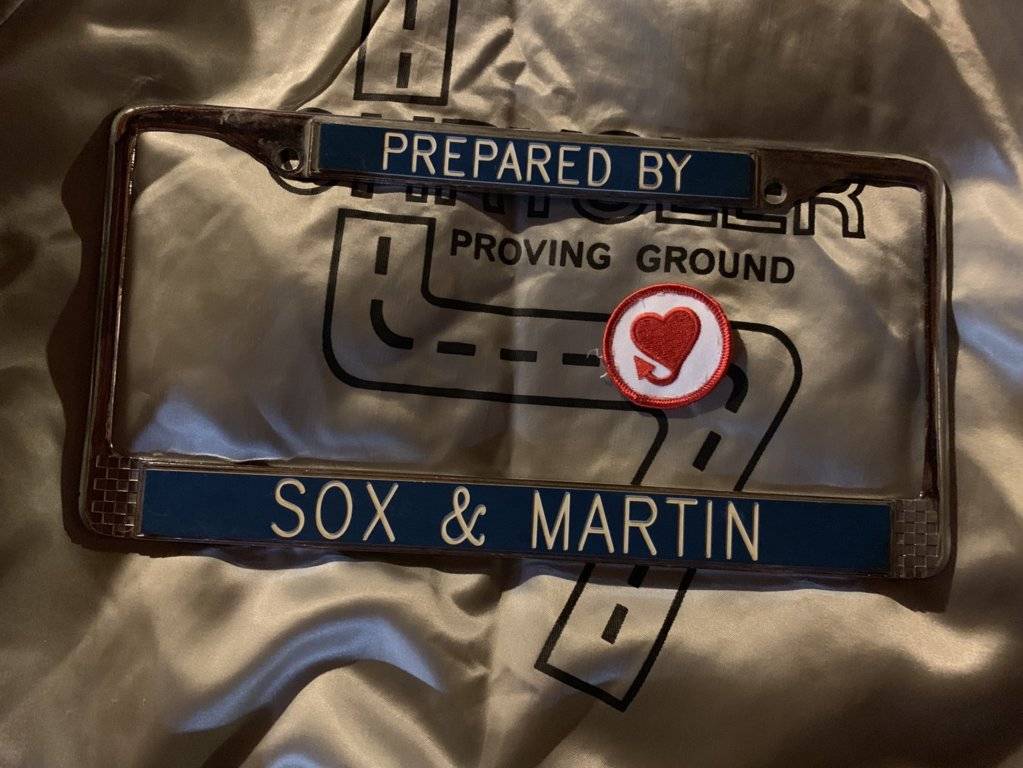 PREPARED BY
PROVING GROUND
SOX & MARTIN